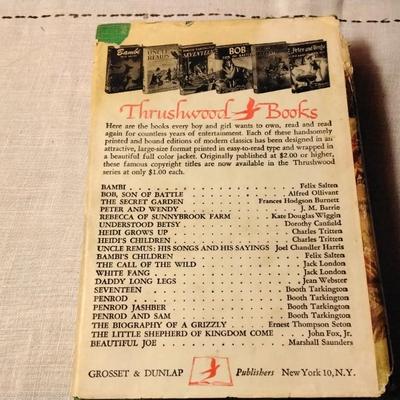 Bambi
UNCLE REMUS
SEVENTEEN
BOB
Peter and Wendy
Thrushwood Books
Here are the books every boy and girl wants to own, read and read
again for countless years of entertainment. Each of these handsomely
printed and bound editions of modern classics has been designed in an
attractive, large-size format printed in easy-to-read type and wrapped in
a beautiful full color jacket. Originally published at $2.00 or higher,
these famous copyright titles are now available in the Thrushwood
series at only $1.00 each.
BAMBI . . . . . . . . . . . . . . . . Felix Salten
BOB, SON OF BATTLE . . . . . . . . . . . Alfred Ollivant
THE SECRET GARDEN . . . . . . . Frances Hodgson Burnett
PETER AND WENDY . . . . . . . . . . . . J. M. Barrie
REBECCA OF SUNNYBROOK FARM . . Kate Douglas Wiggin
UNDERSTOOD BETSY . . . . . . . . . . Dorothy Canfield
HEIDI GROWS UP . . . . . . . . . . . . Charles Tritten
HEIDI'S CHILDREN . . . . . . . . . . . . Charles Tritten
UNCLE REMUS: HIS SONGS AND HIS SAYINGS Joel Chandler Harris
BAMBI'S CHILDREN . . . . . . . . . . . . Felix Salten
THE CALL OF THE WILD . . . . . . . . . . . Jack London
WHITE FANG . . . . . . . . . . . . . . . Jack London
DADDY LONG LEGS . . . . . . . . . . . . Jean Webster
SEVENTEEN . . . . . . . . . . . . . . Booth Tarkington
PENROD . . . . . . . . . . . . . . . Booth Tarkington
PENROD JASHBER . . . . . . . . . . . Booth Tarkington
PENROD AND SAM . . . . . . . . . . . Booth Tarkington
THE BIOGRAPHY OF A GRIZZLY . . . Ernest Thompson Seton
THE LITTLE SHEPHERD OF KINGDOM COME . . John Fox, Jr.
BEAUTIFUL JOE . . . . . . . . . . . . Marshall Saunders
GROSSET & DUNLAP Publishers New York 10, N.Y.